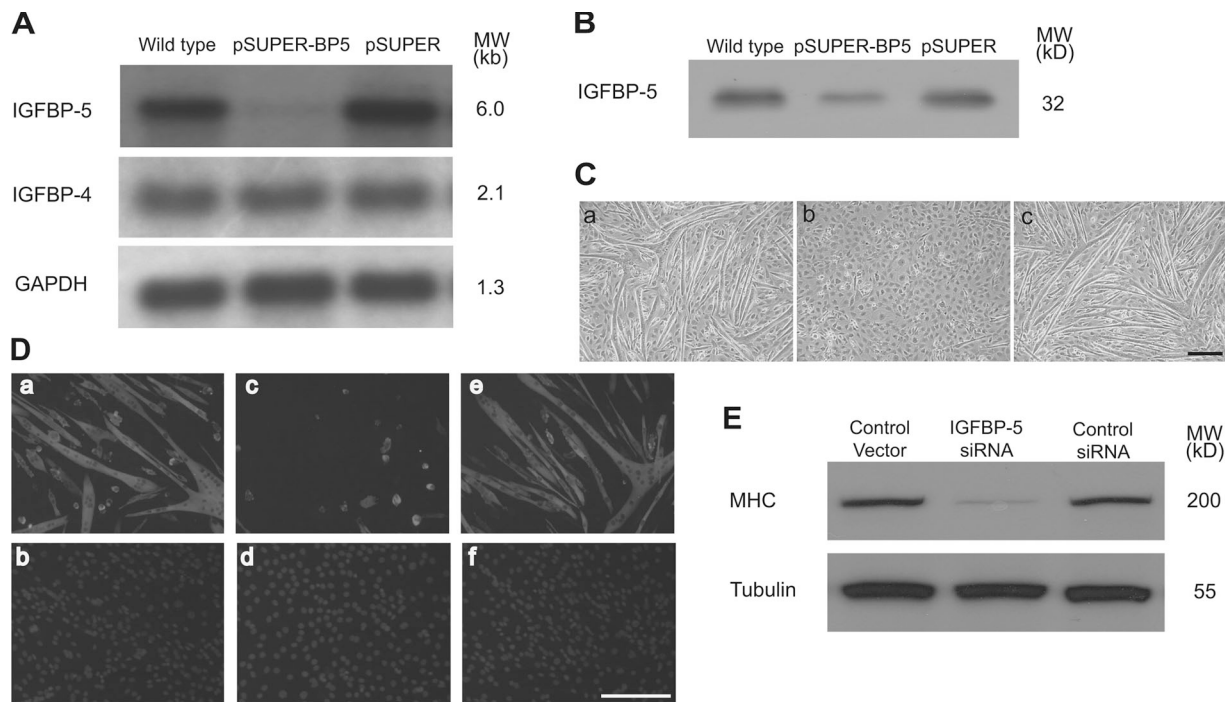 A
Wild type pSUPER-BP5 pSUPER MW (kb)
IGFBP-5 6.0
IGFBP-4 2.1
GAPDH 1.3
B
Wild type pSUPER-BP5 pSUPER MW (kD)
IGFBP-5 32
C
a b c
D
a c e
b d f
E
Control Vector IGFBP-5 siRNA Control siRNA MW (kD)
MHC 200
Tubulin 55